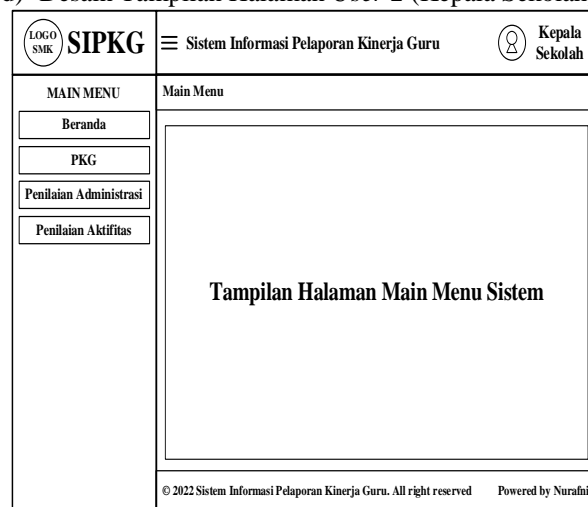 d) Desain Tampilan Halaman User 2 (Kepala Sekolah
LOGO
SMK
SIPKG
Sistem Informasi Pelaporan Kinerja Guru
Kepala
Sekolah
MAIN MENU
Main Menu
Beranda
PKG
Penilaian Administrasi
Penilaian Aktifitas
Tampilan Halaman Main Menu Sistem
© 2022 Sistem Informasi Pelaporan Kinerja Guru. All right reserved
Powered by Nurafni